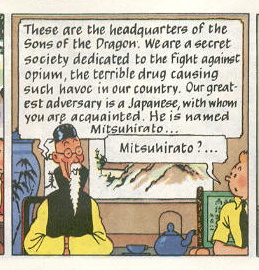 These are the headquarters of the
Sons of the Dragon. We are a secret
society dedicated to the fight against
opium, the terrible drug causing
such havoc in our country. Our great-
est adversary is a Japanese, with whom
you are acquainted. He is named
Mitsuhirato...
Mitsuhirato?...